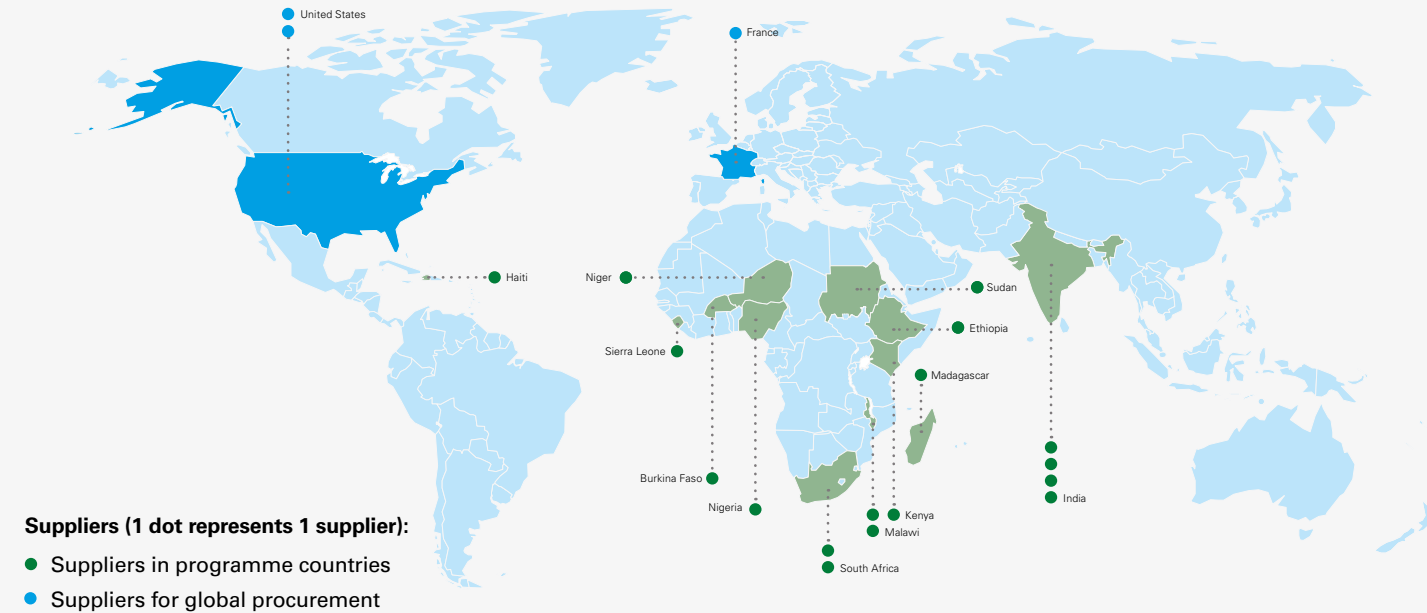 United States
France
Haiti
Niger
Sudan
Ethiopia
Sierra Leone
Madagascar
Burkina Faso
Nigeria
Kenya
India
Malawi
South Africa
Suppliers (1 dot represents 1 supplier):
Suppliers in programme countries
Suppliers for global procurement